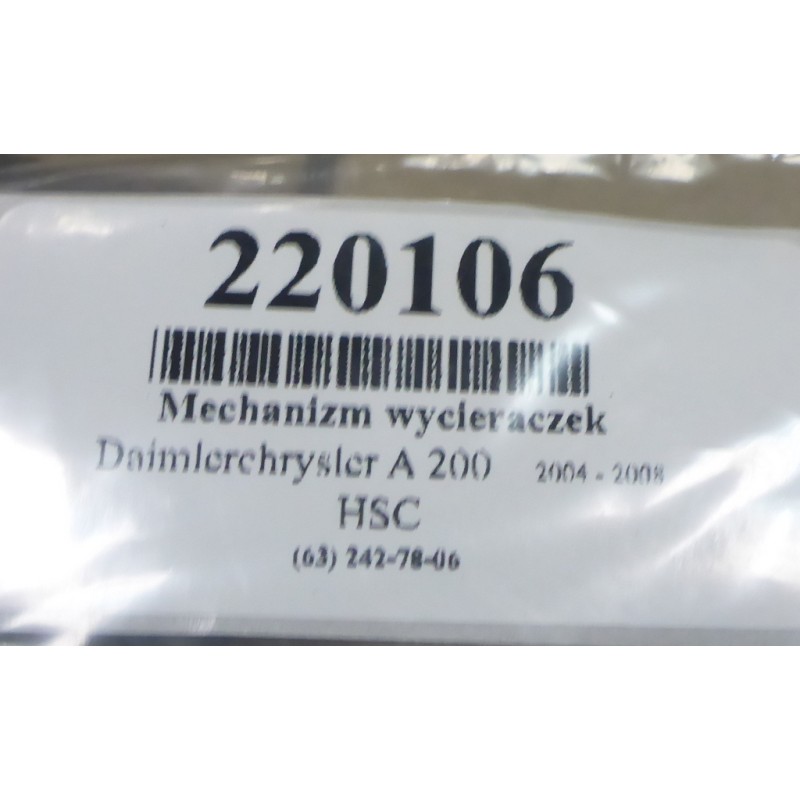 220106
Mechanizm wycieraczek
Daimlerchrysler A 200 2004 - 2008
HSC
(63) 242-78-06